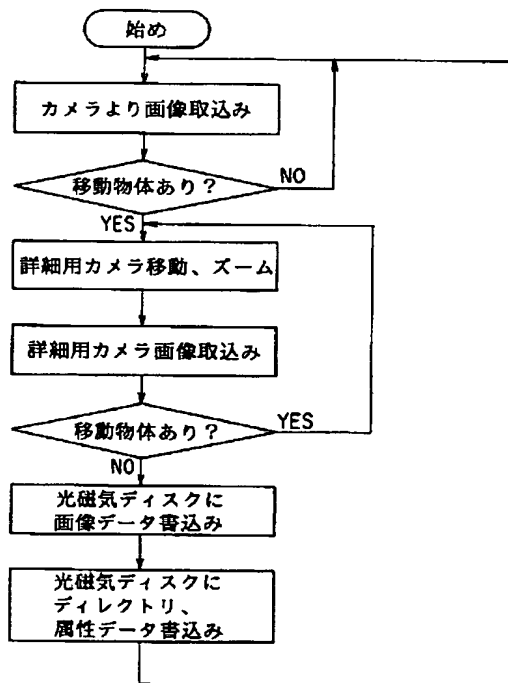 始め
カメラより画像取込み
移動物体あり?
NO
YES
詳細用カメラ移動、ズーム
詳細用カメラ画像取込み
移動物体あり?
YES
NO
光磁気ディスクに
画像データ書込み
光磁気ディスクに
ディレクトリ、
属性データ書込み